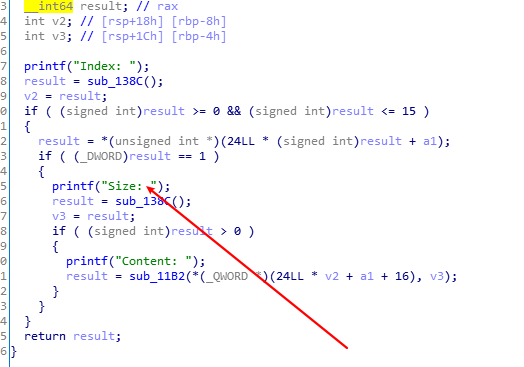 3 __int64 result; // rax
4 int v2; // [rsp+18h] [rbp-8h]
5 int v3; // [rsp+1Ch] [rbp-4h]
6
7 printf("Index: ");
8 result = sub_138C();
9 v2 = result;
0 if ( (signed int)result >= 0 && (signed int)result <= 15 )
1 {
2 result = *(unsigned int *)(24LL * (signed int)result + a1);
3 if ( (_DWORD)result == 1 )
4 {
5 printf("Size: ");
6 result = sub_138C();
7 v3 = result;
8 if ( (signed int)result > 0 )
9 {
0 printf("Content: ");
1 result = sub_11B2(*(_QWORD *)(24LL * v2 + a1 + 16), v3);
2 }
3 }
4 }
5 return result;
6 }